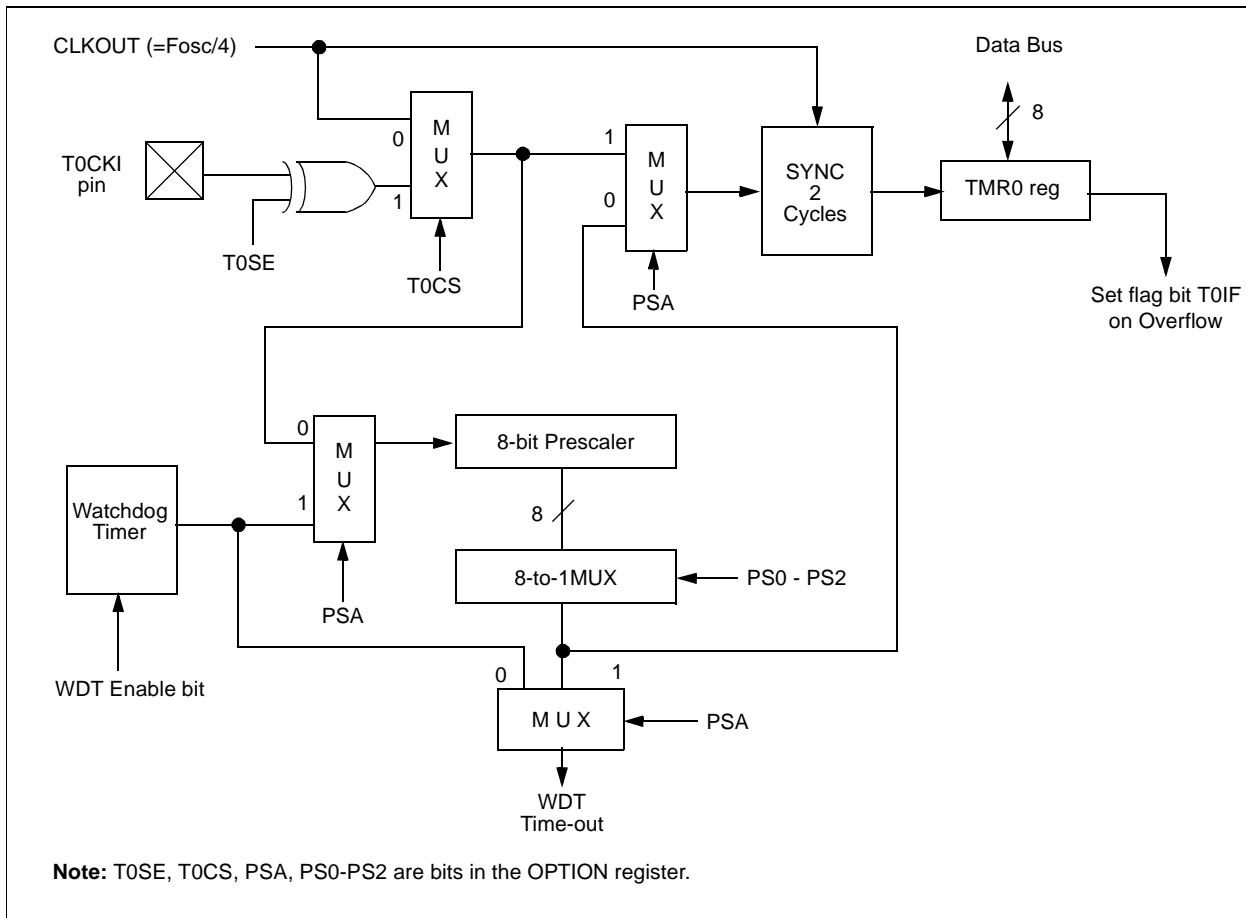 CLKOUT (=Fosc/4)
Data Bus
8
T0CKI
pin
0
1
M
U
X
T0SE
T0CS
1
0
M
U
X
PSA
SYNC
2
Cycles
TMR0 reg
Set flag bit T0IF
on Overflow
0
1
M
U
X
PSA
8-bit Prescaler
8
8-to-1MUX
PS0 - PS2
Watchdog
Timer
WDT Enable bit
0
1
M U X
PSA
WDT
Time-out
Note: T0SE, T0CS, PSA, PS0-PS2 are bits in the OPTION register.